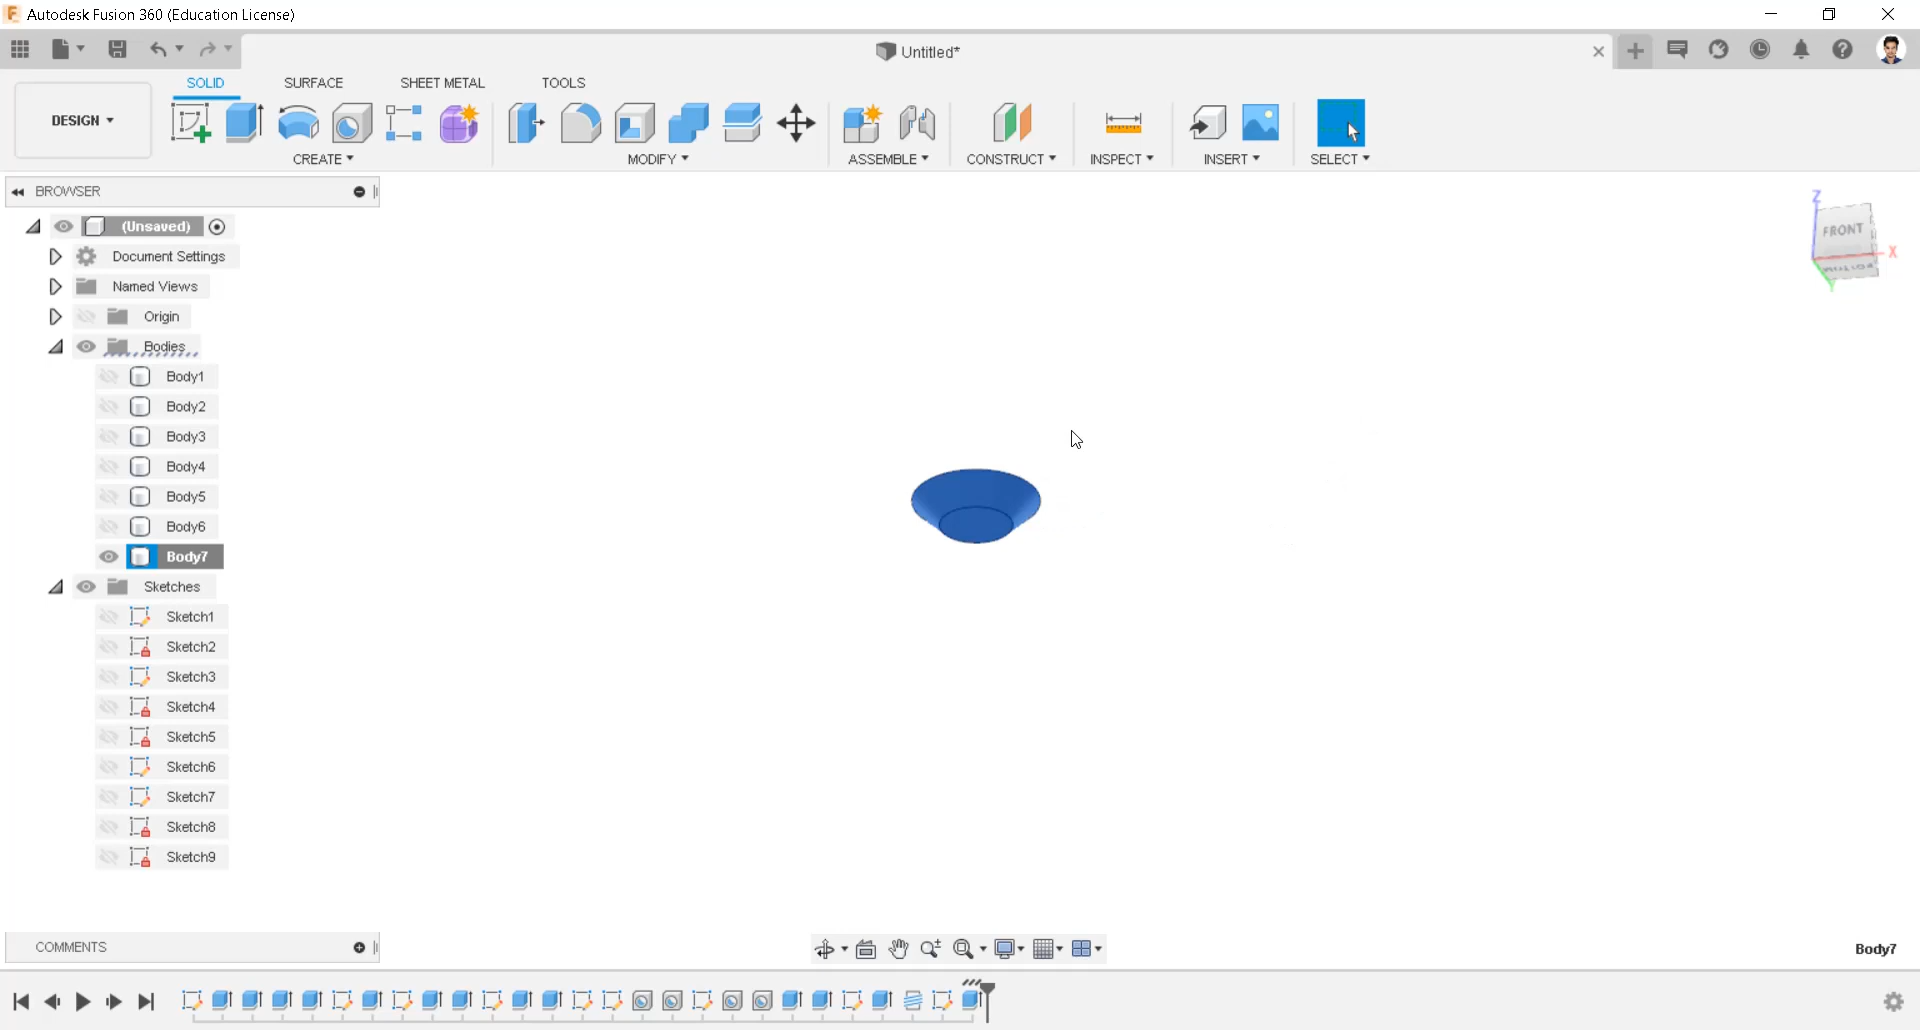 Autodesk Fusion 360 (Education License)
Untitled*
SOLID SURFACE SHEET METAL TOOLS
DESIGN
CREATE MODIFY ASSEMBLE CONSTRUCT INSPECT INSERT SELECT
BROWSER
(Unsaved)
Document Settings
Named Views
Origin
Bodies
Body1
Body2
Body3
Body4
Body5
Body6
Body7
Sketches
Sketch1
Sketch2
Sketch3
Sketch4
Sketch5
Sketch6
Sketch7
Sketch8
Sketch9
Z
FRONT
X
COMMENTS
Body7